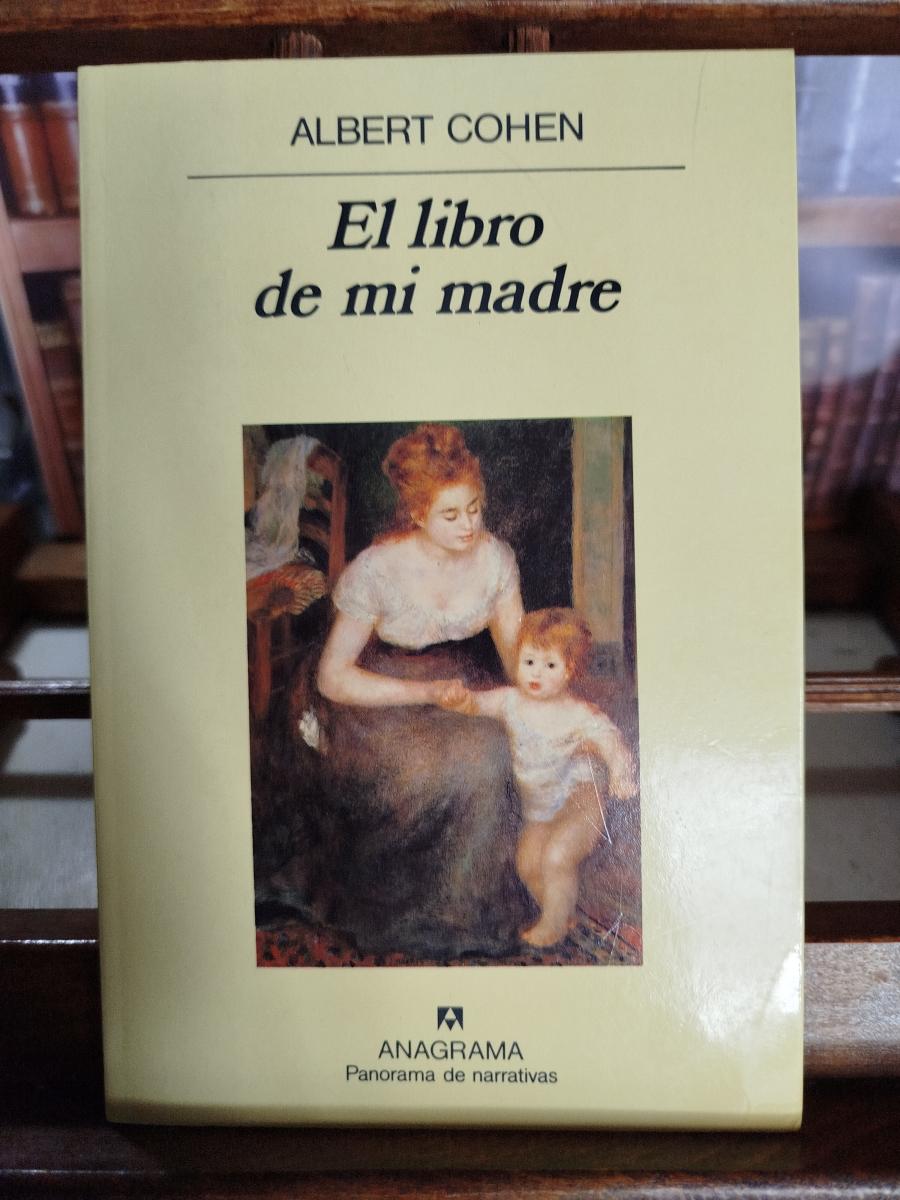 ALBERT COHEN
El libro
de mi madre
ANAGRAMA
Panorama de narrativas